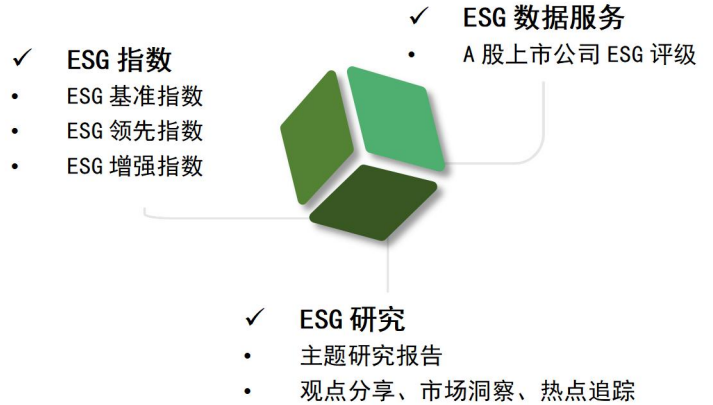 ✓ ESG 数据服务
• A 股上市公司 ESG 评级
✓ ESG 指数
• ESG 基准指数
• ESG 领先指数
• ESG 增强指数
✓ ESG 研究
• 主题研究报告
• 观点分享、市场洞察、热点追踪